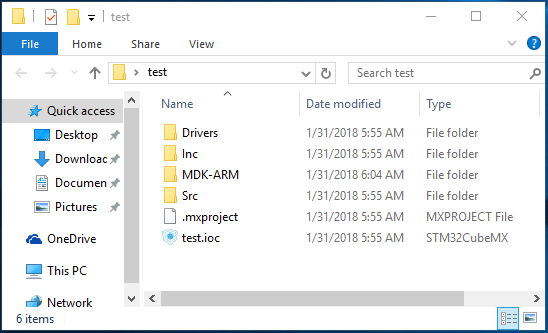 test
File Home Share View
test
Search test
Quick access
Desktop
Downloac
Documen
Pictures
OneDrive
This PC
Network
Name Date modified Type
Drivers 1/31/2018 5:55 AM File folder
Inc 1/31/2018 5:55 AM File folder
MDK-ARM 1/31/2018 6:04 AM File folder
Src 1/31/2018 5:55 AM File folder
.mxproject 1/31/2018 5:55 AM MXPROJECT File
test.ioc 1/31/2018 5:55 AM STM32CubeMX
6 items